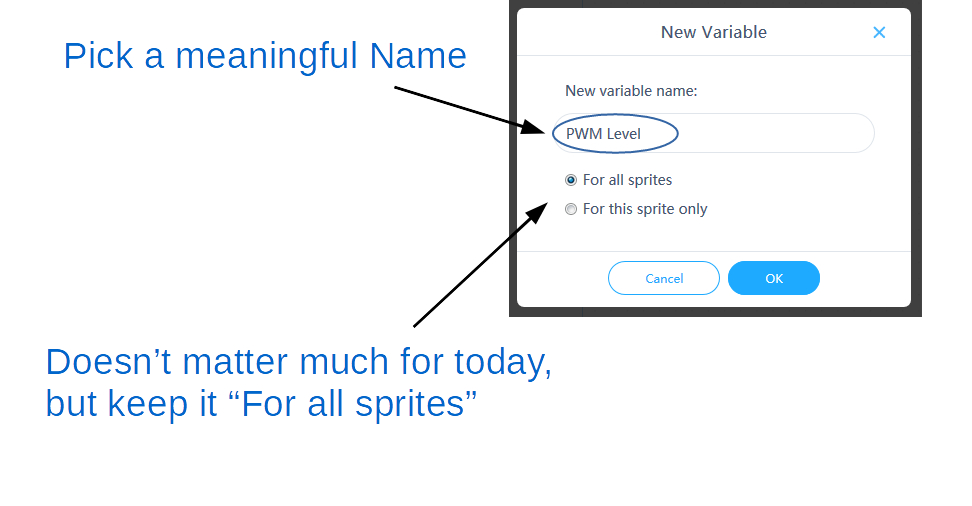 Pick a meaningful Name
New Variable
New variable name:
PWM Level
For all sprites
For this sprite only
Cancel
OK
Doesn’t matter much for today,
but keep it “For all sprites”